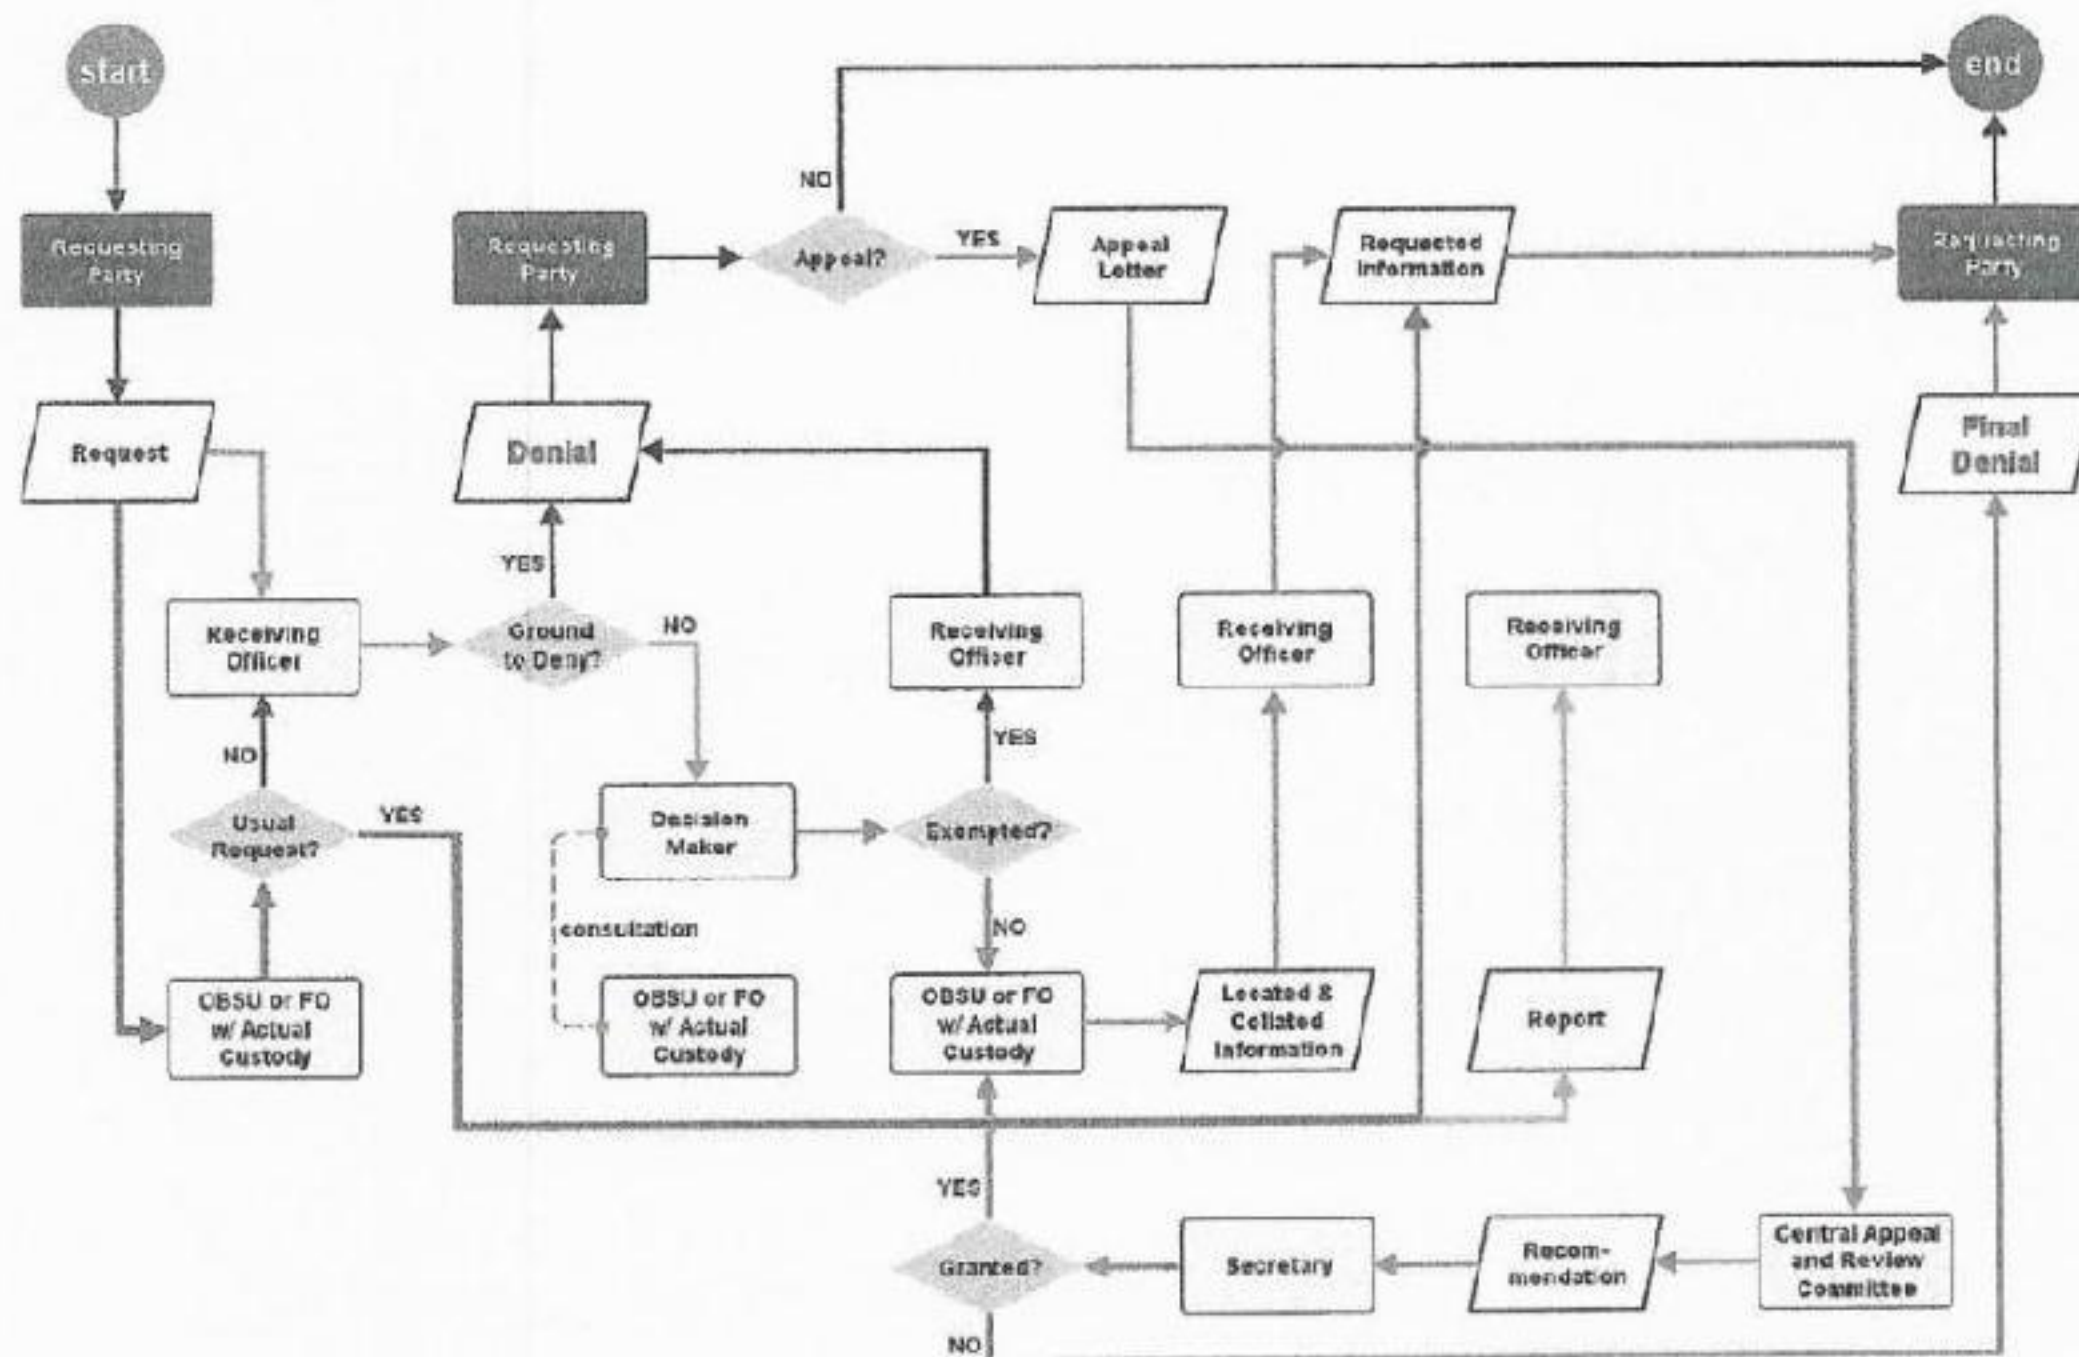 start
end
NO
Requesting
Party
Requesting
Party
Appeal?
YES
Appeal
Letter
Requested
Information
Requesting
Party
Request
Denial
Final
Denial
YES
Receiving
Officer
Ground
to Deny?
NO
Receiving
Officer
Receiving
Officer
Receiving
Officer
NO
YES
Usual
Request?
YES
Decision
Maker
Exempted?
consultation
NO
OBSU or FO
w/ Actual
Custody
OBSU or FO
w/ Actual
Custody
OBSU or FO
w/ Actual
Custody
Located &
Collated
Information
Report
YES
Granted?
Secretary
Recom-
mendation
Central Appeal
and Review
Committee
NO